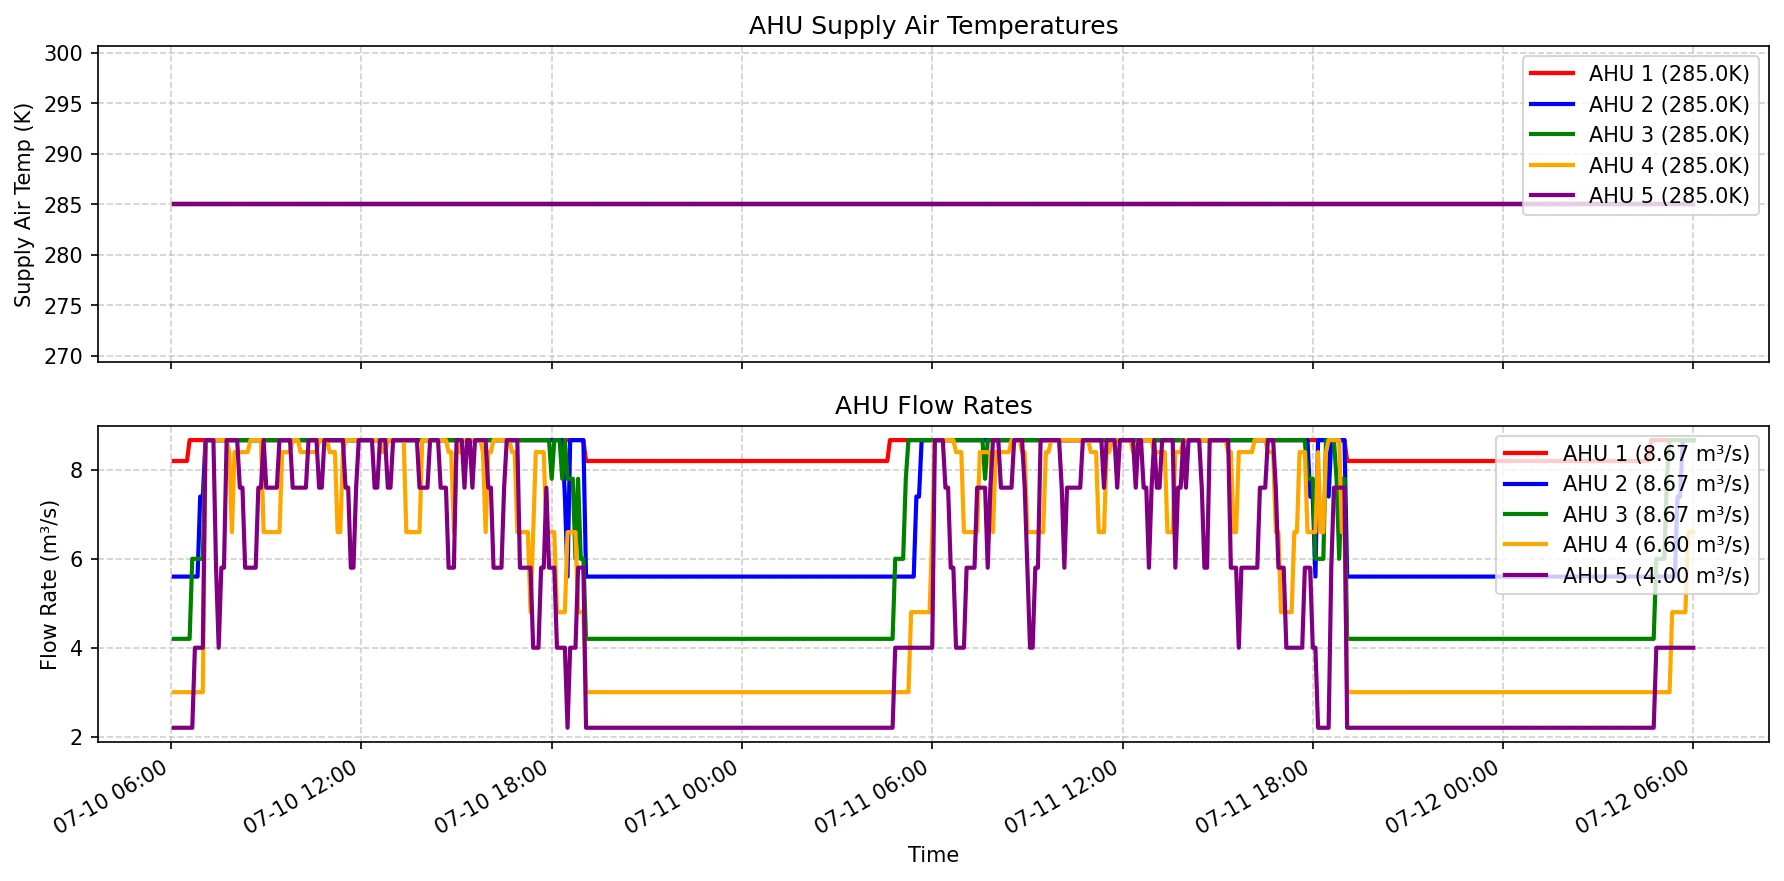 AHU Supply Air Temperatures
Supply Air Temp (K)
300
295
290
285
280
275
270
AHU 1 (285.0K)
AHU 2 (285.0K)
AHU 3 (285.0K)
AHU 4 (285.0K)
AHU 5 (285.0K)
AHU Flow Rates
Flow Rate (m³/s)
8
6
4
2
AHU 1 (8.67 m³/s)
AHU 2 (8.67 m³/s)
AHU 3 (8.67 m³/s)
AHU 4 (6.60 m³/s)
AHU 5 (4.00 m³/s)
07-10 06:00
07-10 12:00
07-10 18:00
07-11 00:00
07-11 06:00
07-11 12:00
07-11 18:00
07-12 00:00
07-12 06:00
Time